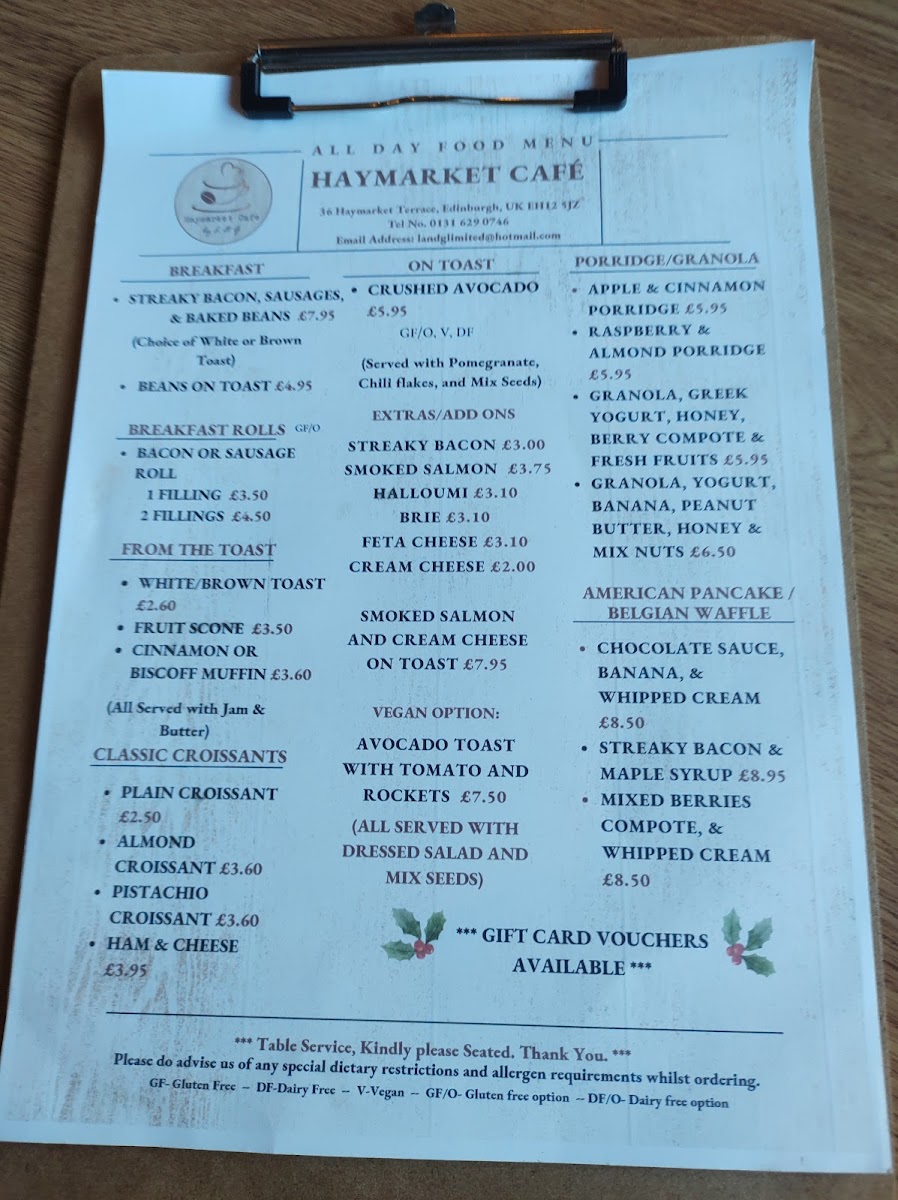 ALL DAY FOOD MENU
HAYMARKET CAFÉ
36 Haymarket Terrace, Edinburgh, UK EH12 5JZ
Tel No. 0131 629 0746
Email Address: landglimited@hotmail.com
Haymarket Cafe
by L & G
BREAKFAST
• STREAKY BACON, SAUSAGES,
& BAKED BEANS £7.95
(Choice of White or Brown
Toast)
• BEANS ON TOAST £4.95
BREAKFAST ROLLS GF/O
• BACON OR SAUSAGE
ROLL
1 FILLING £3.50
2 FILLINGS £4.50
FROM THE TOAST
• WHITE/BROWN TOAST
£2.60
• FRUIT SCONE £3.50
• CINNAMON OR
BISCOFF MUFFIN £3.60
(All Served with Jam &
Butter)
CLASSIC CROISSANTS
• PLAIN CROISSANT
£2.50
• ALMOND
CROISSANT £3.60
• PISTACHIO
CROISSANT £3.60
• HAM & CHEESE
£3.95
ON TOAST
• CRUSHED AVOCADO
£5.95
GF/O, V, DF
(Served with Pomegranate,
Chili flakes, and Mix Seeds)
EXTRAS/ADD ONS
STREAKY BACON £3.00
SMOKED SALMON £3.75
HALLOUMI £3.10
BRIE £3.10
FETA CHEESE £3.10
CREAM CHEESE £2.00
SMOKED SALMON
AND CREAM CHEESE
ON TOAST £7.95
VEGAN OPTION:
AVOCADO TOAST
WITH TOMATO AND
ROCKETS £7.50
(ALL SERVED WITH
DRESSED SALAD AND
MIX SEEDS)
PORRIDGE/GRANOLA
• APPLE & CINNAMON
PORRIDGE £5.95
• RASPBERRY &
ALMOND PORRIDGE
£5.95
• GRANOLA, GREEK
YOGURT, HONEY,
BERRY COMPOTE &
FRESH FRUITS £5.95
• GRANOLA, YOGURT,
BANANA, PEANUT
BUTTER, HONEY &
MIX NUTS £6.50
AMERICAN PANCAKE /
BELGIAN WAFFLE
• CHOCOLATE SAUCE,
BANANA, &
WHIPPED CREAM
£8.50
• STREAKY BACON &
MAPLE SYRUP £8.95
• MIXED BERRIES
COMPOTE, &
WHIPPED CREAM
£8.50
*** GIFT CARD VOUCHERS
AVAILABLE ***
*** Table Service, Kindly please Seated. Thank You. ***
Please do advise us of any special dietary restrictions and allergen requirements whilst ordering.
GF- Gluten Free -- DF-Dairy Free -- V-Vegan -- GF/O- Gluten free option -- DF/O- Dairy free option